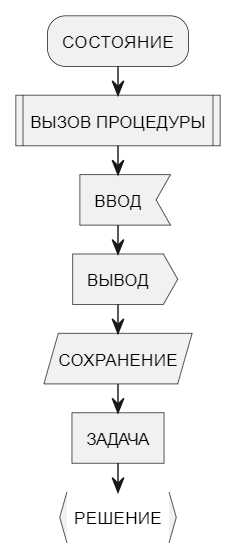 СОСТОЯНИЕ
ВЫЗОВ ПРОЦЕДУРЫ
ВВОД
ВЫВОД
СОХРАНЕНИЕ
ЗАДАЧА
РЕШЕНИЕ